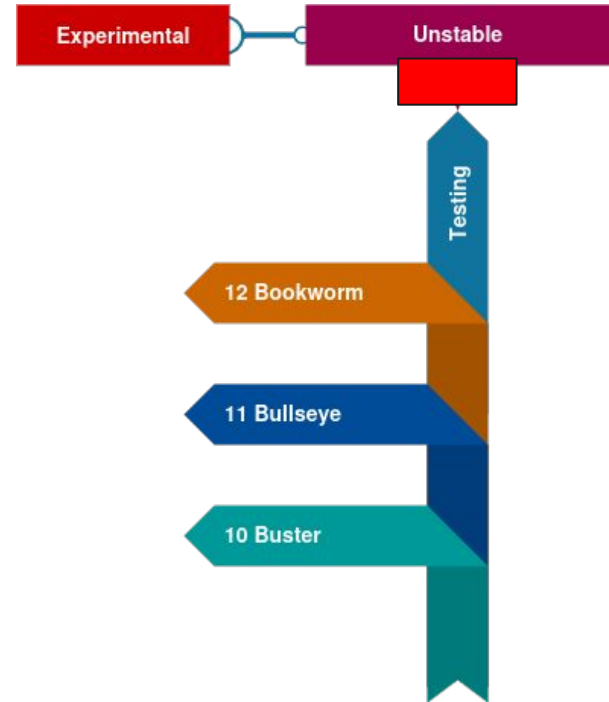 Experimental
Unstable
Testing
12 Bookworm
11 Bullseye
10 Buster